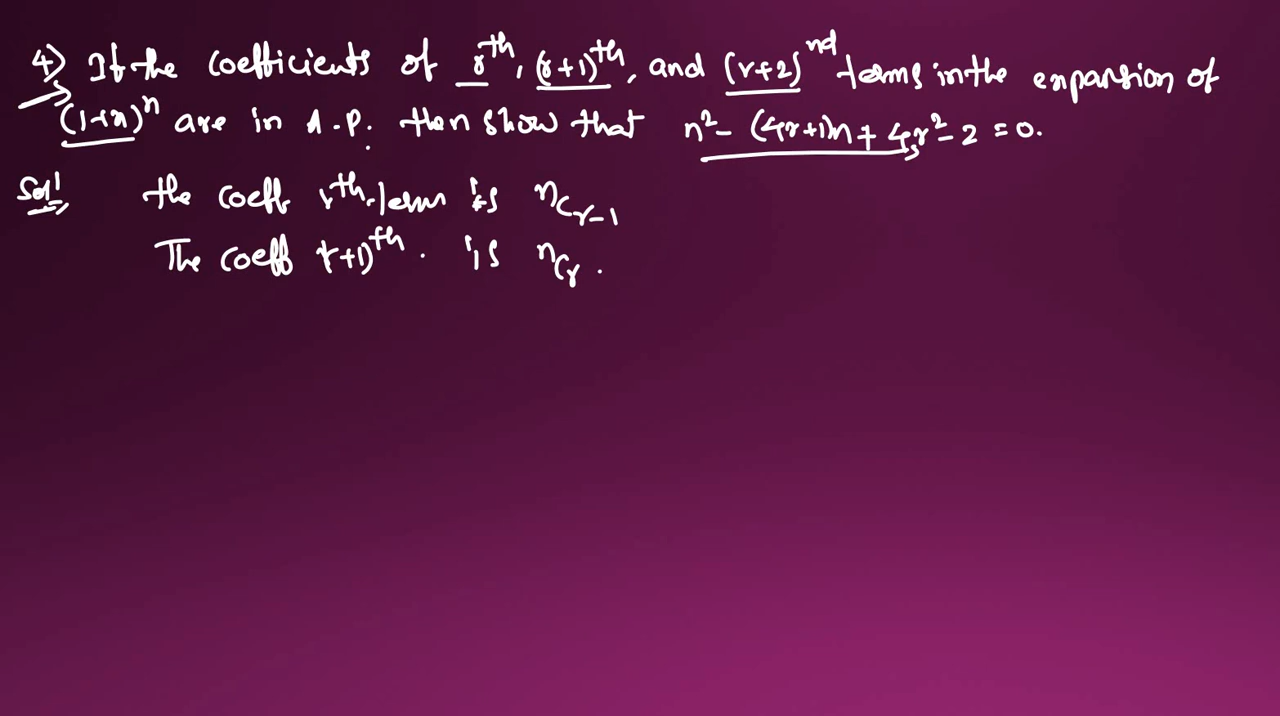 4) If the coefficients of r^th, (r+1)^th, and (r+2)^nd terms in the expansion of
(1+x)^n are in A.P. then show that n² - (4r+1)n + 4r² - 2 = 0.
Sol! the coeff r^th term is nC_{r-1}
The coeff (r+1)^th. is nC_r.